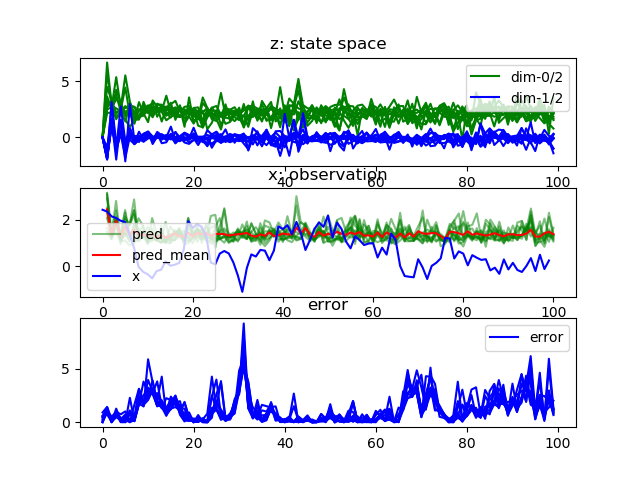 z: state space
5
0
dim-0/2
dim-1/2
0 20 40 60 80 100
x: observation
2
0
pred
pred_mean
x
0 20 40 60 80 100
error
5
0
error
0 20 40 60 80 100